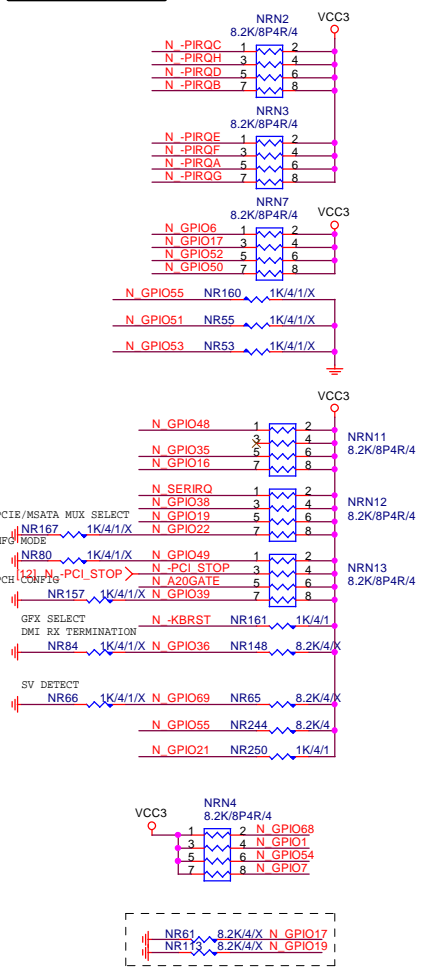 NRN2 VCC3
8.2K/8P4R/4
N_-PIRQC 1 2
N_-PIRQH 3 4
N_-PIRQD 5 6
N_-PIRQB 7 8
NRN3
8.2K/8P4R/4
N_-PIRQE 1 2
N_-PIRQF 3 4
N_-PIRQA 5 6
N_-PIRQG 7 8
NRN7 VCC3
8.2K/8P4R/4
N_GPIO6 1 2
N_GPIO17 3 4
N_GPIO52 5 6
N_GPIO50 7 8
N_GPIO55 NR160 1K/4/1/X
N_GPIO51 NR55 1K/4/1/X
N_GPIO53 NR53 1K/4/1/X
VCC3
N_GPIO48 1 2
3 4 NRN11
N_GPIO35 5 6 8.2K/8P4R/4
N_GPIO16 7 8
N_SERIRQ 1 2
N_GPIO38 3 4 NRN12
PCIE/MSATA MUX SELECT N_GPIO19 5 6 8.2K/8P4R/4
NR167 1K/4/1/X N_GPIO22 7 8
MFG MODE
NR80 1K/4/1/X N_GPIO49 1 2
[12] N_-PCI_STOP N_-PCI_STOP 3 4 NRN13
PCH CONFIG N_A20GATE 5 6 8.2K/8P4R/4
NR157 1K/4/1/X N_GPIO39 7 8
GFX SELECT N_-KBRST NR161 1K/4/1
DMI RX TERMINATION
NR84 1K/4/1/X N_GPIO36 NR148 8.2K/4/X
SV DETECT
NR66 1K/4/1/X N_GPIO69 NR65 8.2K/4/X
N_GPIO55 NR244 8.2K/4
N_GPIO21 NR250 1K/4/1
NRN4
VCC3 8.2K/8P4R/4
1 2 N_GPIO68
3 4 N_GPIO1
5 6 N_GPIO54
7 8 N_GPIO7
NR61 8.2K/4/X N_GPIO17
NR113 8.2K/4/X N_GPIO19